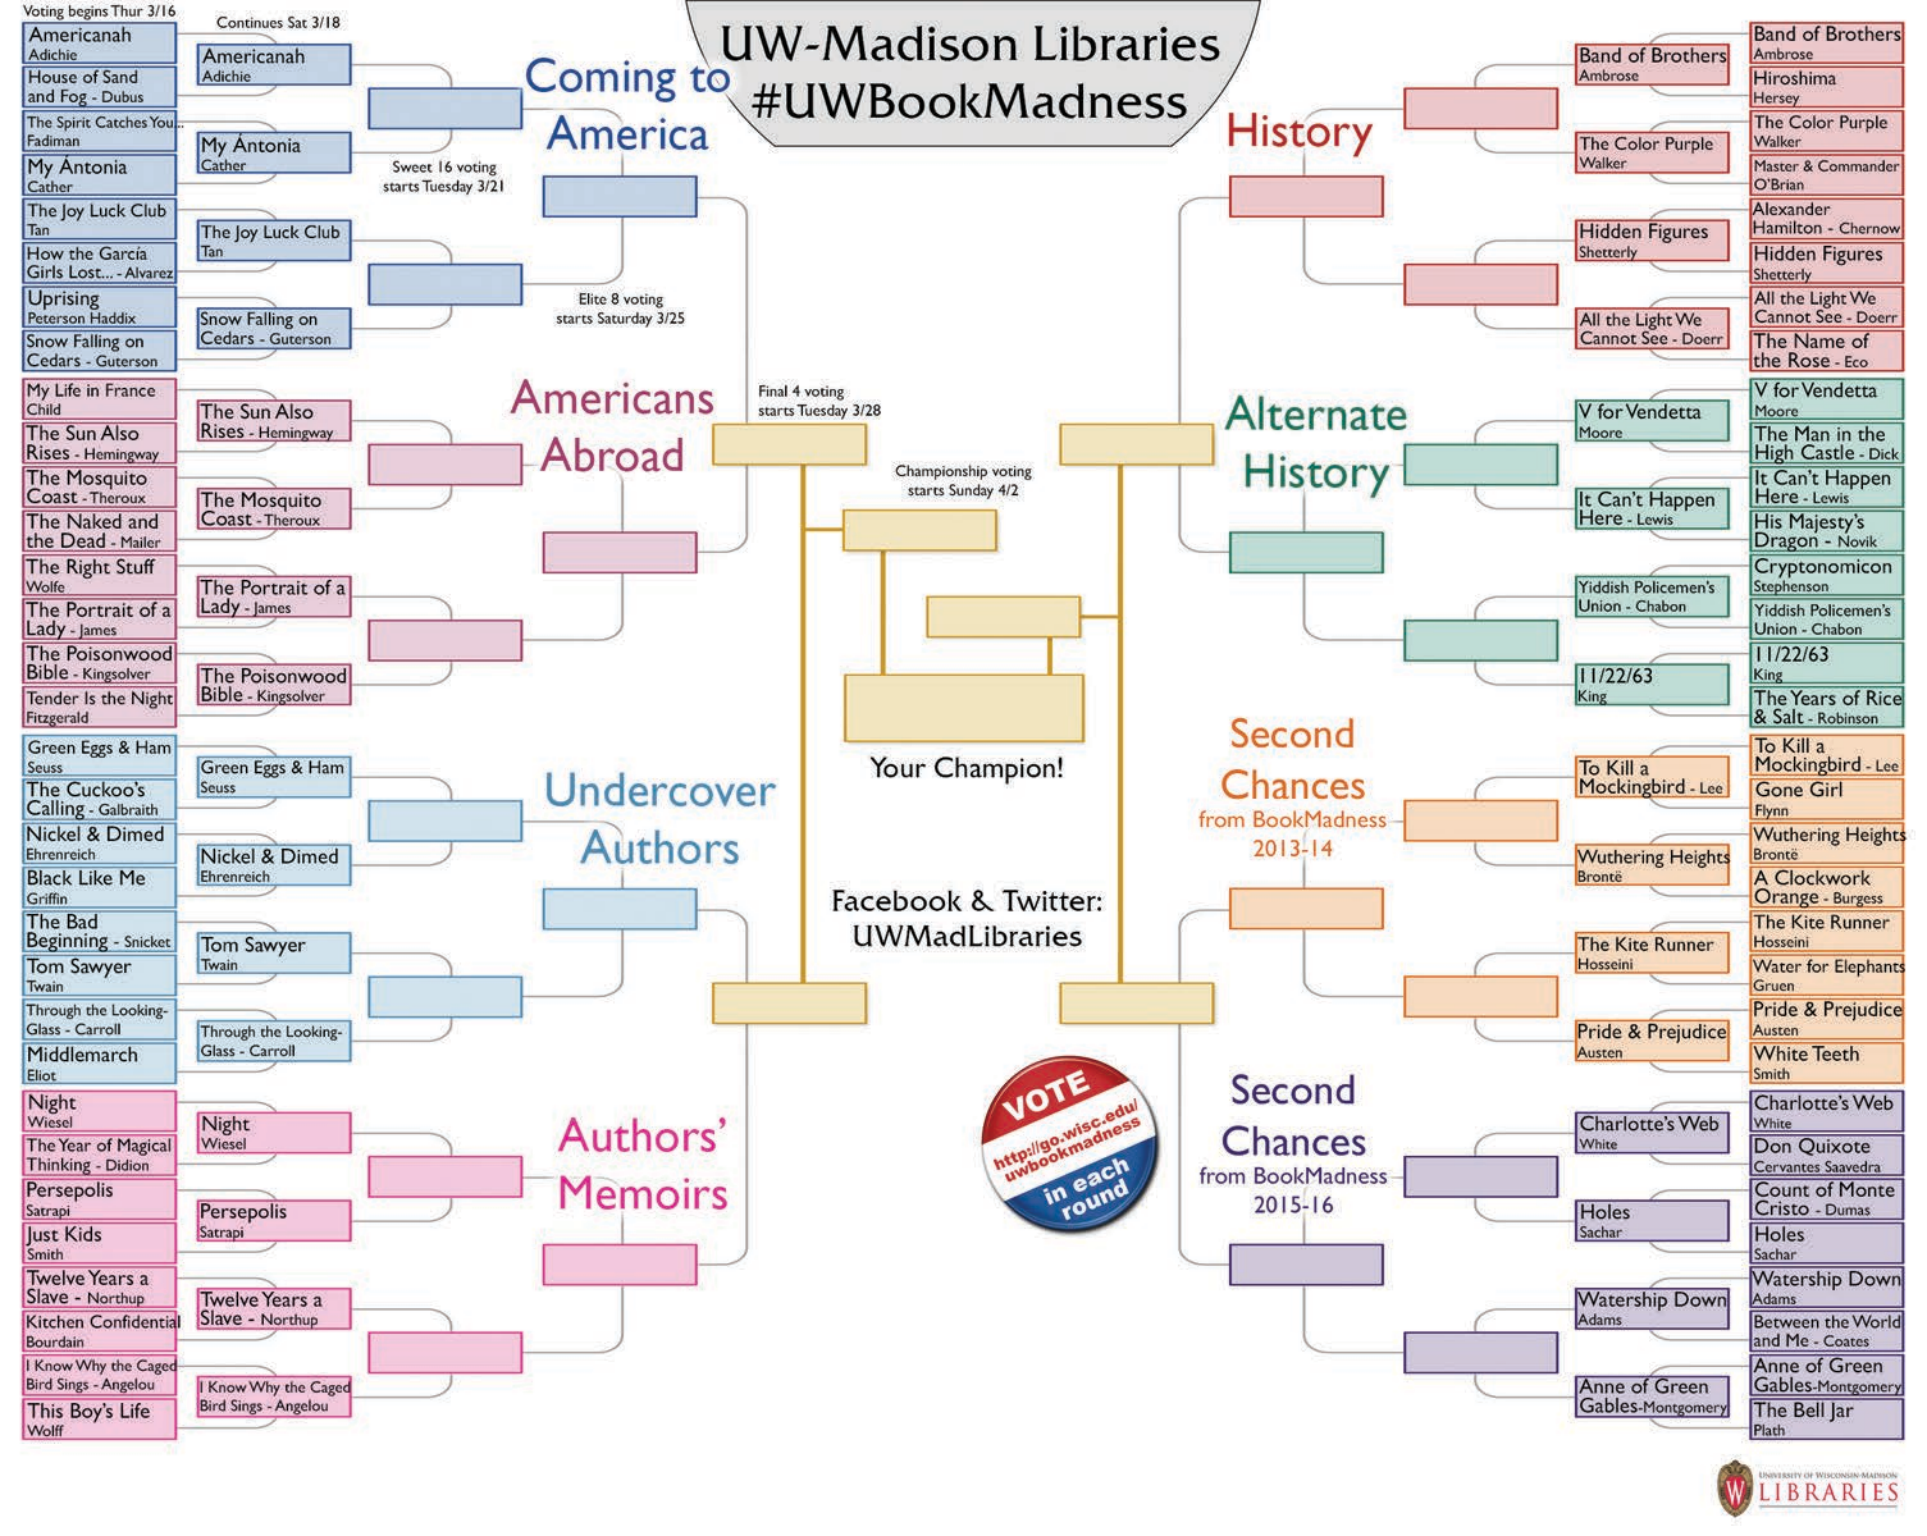 UW-Madison Libraries
#UWBookMadness
Voting begins Thur 3/16
Americanah
Adichie
House of Sand
and Fog - Dubus
The Spirit Catches You...
Fadiman
My Ántonia
Cather
The Joy Luck Club
Tan
How the García
Girls Lost... - Alvarez
Uprising
Peterson Haddix
Snow Falling on
Cedars - Guterson
My Life in France
Child
The Sun Also
Rises - Hemingway
The Mosquito
Coast - Theroux
The Naked and
the Dead - Mailer
The Right Stuff
Wolfe
The Portrait of a
Lady - James
The Poisonwood
Bible - Kingsolver
Tender Is the Night
Fitzgerald
Green Eggs & Ham
Seuss
The Cuckoo's
Calling - Galbraith
Nickel & Dimed
Ehrenreich
Black Like Me
Griffin
The Bad
Beginning - Snicket
Tom Sawyer
Twain
Through the Looking-
Glass - Carroll
Middlemarch
Eliot
Night
Wiesel
The Year of Magical
Thinking - Didion
Persepolis
Satrapi
Just Kids
Smith
Twelve Years a
Slave - Northup
Kitchen Confidential
Bourdain
I Know Why the Caged
Bird Sings - Angelou
This Boy's Life
Wolff
Continues Sat 3/18
Americanah
Adichie
My Ántonia
Cather
The Joy Luck Club
Tan
Snow Falling on
Cedars - Guterson
The Sun Also
Rises - Hemingway
The Mosquito
Coast - Theroux
The Portrait of a
Lady - James
The Poisonwood
Bible - Kingsolver
Green Eggs & Ham
Seuss
Nickel & Dimed
Ehrenreich
Tom Sawyer
Twain
Through the Looking-
Glass - Carroll
Night
Wiesel
Persepolis
Satrapi
Twelve Years a
Slave - Northup
I Know Why the Caged
Bird Sings - Angelou
Sweet 16 voting
starts Tuesday 3/21
Coming to
America
Elite 8 voting
starts Saturday 3/25
Americans
Abroad
Undercover
Authors
Authors'
Memoirs
Final 4 voting
starts Tuesday 3/28
Championship voting
starts Sunday 4/2
Your Champion!
Facebook & Twitter:
UWMadLibraries
VOTE
http://go.wisc.edu/
uwbookmadness
in each
round
History
Alternate
History
Second
Chances
from BookMadness
2013-14
Second
Chances
from BookMadness
2015-16
Band of Brothers
Ambrose
The Color Purple
Walker
Hidden Figures
Shetterly
All the Light We
Cannot See - Doerr
V for Vendetta
Moore
It Can't Happen
Here - Lewis
Yiddish Policemen's
Union - Chabon
11/22/63
King
To Kill a
Mockingbird - Lee
Wuthering Heights
Brontë
The Kite Runner
Hosseini
Pride & Prejudice
Austen
Charlotte's Web
White
Holes
Sachar
Watership Down
Adams
Anne of Green
Gables-Montgomery
Band of Brothers
Ambrose
Hiroshima
Hersey
The Color Purple
Walker
Master & Commander
O'Brian
Alexander
Hamilton - Chernow
Hidden Figures
Shetterly
All the Light We
Cannot See - Doerr
The Name of
the Rose - Eco
V for Vendetta
Moore
The Man in the
High Castle - Dick
It Can't Happen
Here - Lewis
His Majesty's
Dragon - Novik
Cryptonomicon
Stephenson
Yiddish Policemen's
Union - Chabon
11/22/63
King
The Years of Rice
& Salt - Robinson
To Kill a
Mockingbird - Lee
Gone Girl
Flynn
Wuthering Heights
Brontë
A Clockwork
Orange - Burgess
The Kite Runner
Hosseini
Water for Elephants
Gruen
Pride & Prejudice
Austen
White Teeth
Smith
Charlotte's Web
White
Don Quixote
Cervantes Saavedra
Count of Monte
Cristo - Dumas
Holes
Sachar
Watership Down
Adams
Between the World
and Me - Coates
Anne of Green
Gables-Montgomery
The Bell Jar
Plath
W
UNIVERSITY OF WISCONSIN-MADISON
LIBRARIES